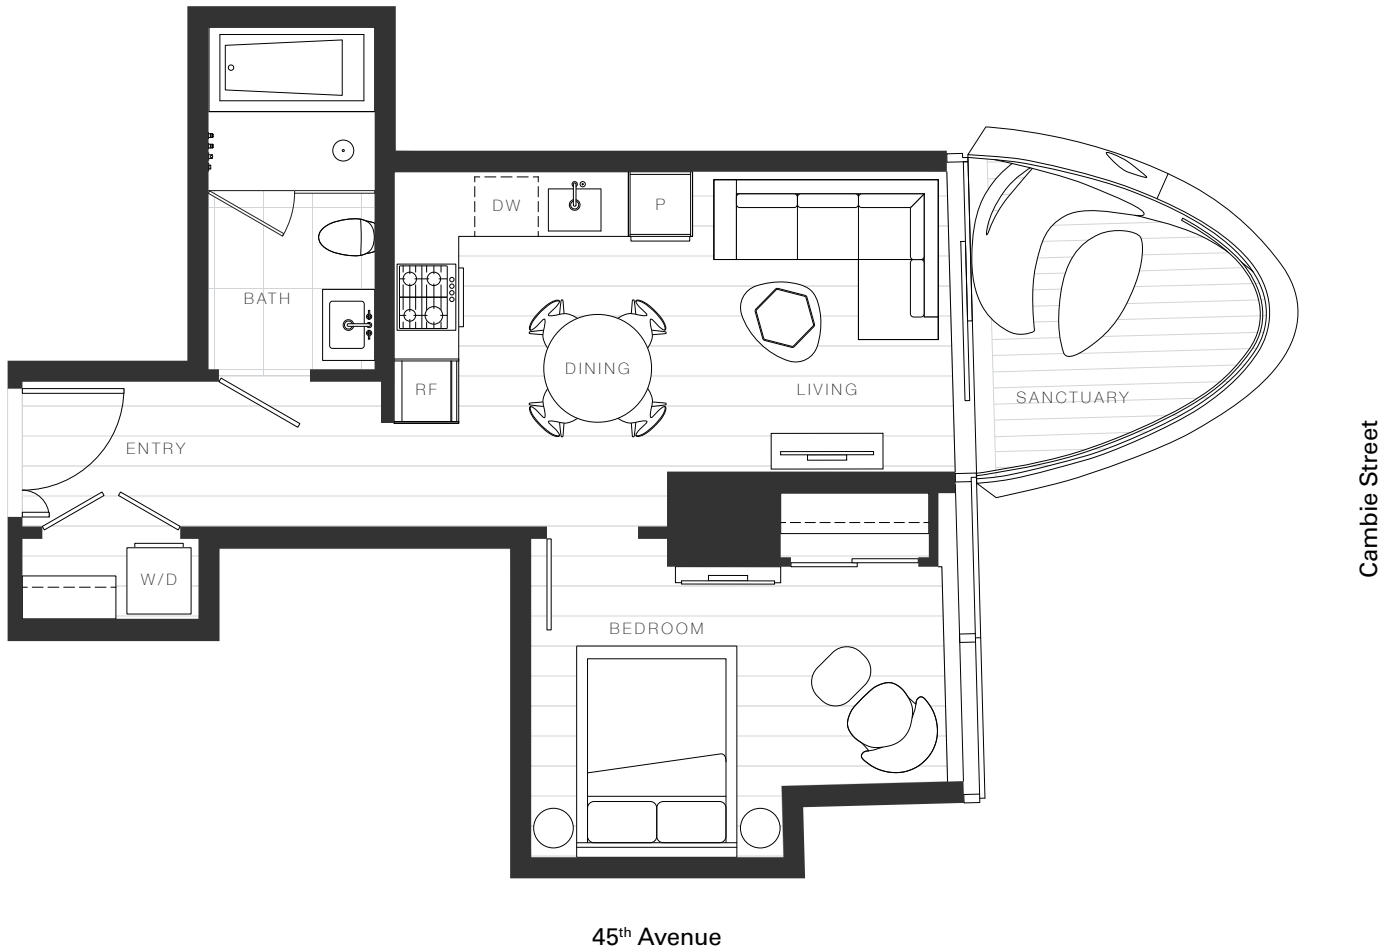 DW
P
BATH
DINING
RF
LIVING
SANCTUARY
ENTRY
W/D
BEDROOM
Cambie Street
45th Avenue